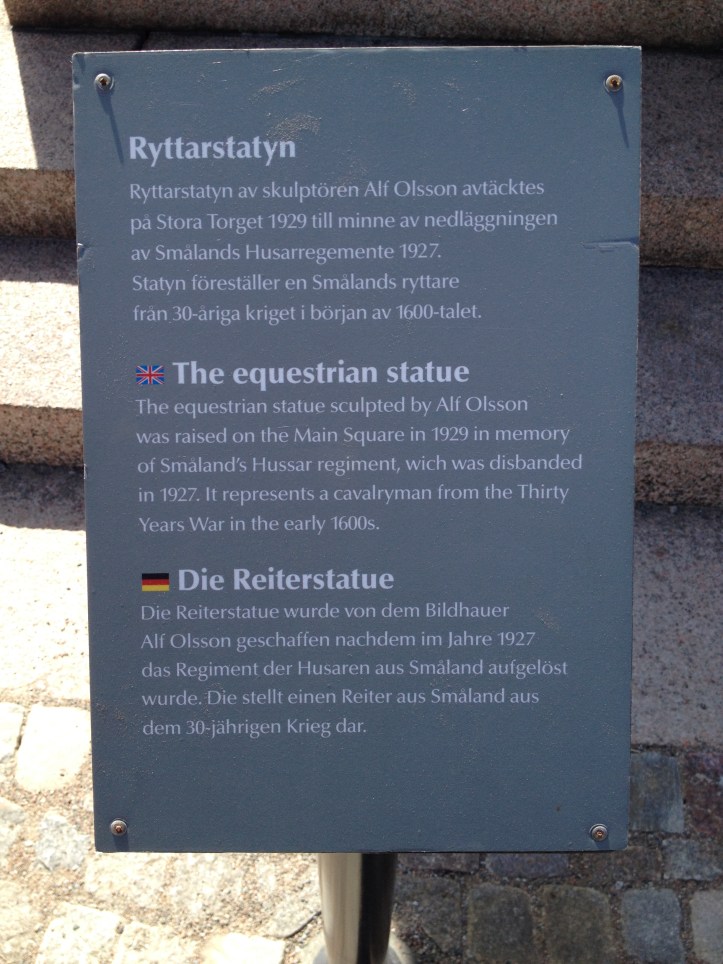 Ryttarstatyn
Ryttarstatyn av skulptören Alf Olsson avtäcktes
på Stora Torget 1929 till minne av nedläggningen
av Smålands Husarregemente 1927.
Statyn föreställer en Smålands ryttare
från 30-åriga kriget i början av 1600-talet.
The equestrian statue
The equestrian statue sculpted by Alf Olsson
was raised on the Main Square in 1929 in memory
of Småland's Hussar regiment, wich was disbanded
in 1927. It represents a cavalryman from the Thirty
Years War in the early 1600s.
Die Reiterstatue
Die Reiterstatue wurde von dem Bildhauer
Alf Olsson geschaffen nachdem im Jahre 1927
das Regiment der Husaren aus Småland aufgelöst
wurde. Die stellt einen Reiter aus Småland aus
dem 30-jährigen Krieg dar.